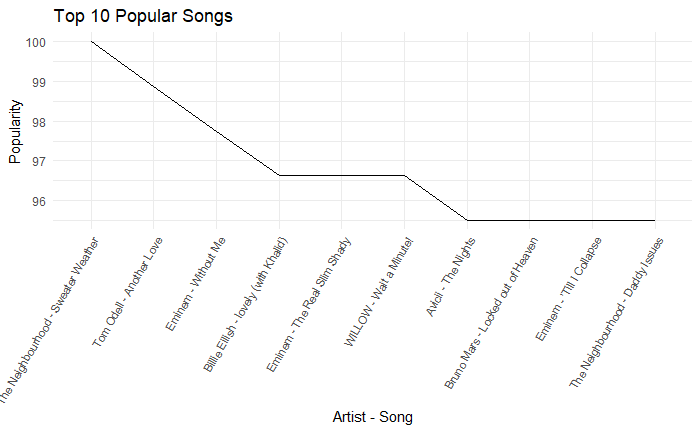 Top 10 Popular Songs
Popularity
100
99
98
97
96
The Neighbourhood - Sweater Weather
Tom Odell - Another Love
Eminem - Without Me
Billie Eilish - lovely (with Khalid)
Eminem - The Real Slim Shady
WILLOW - Wait a Minute!
Avicii - The Nights
Bruno Mars - Locked out of Heaven
Eminem - 'Till I Collapse
The Neighbourhood - Daddy Issues
Artist - Song